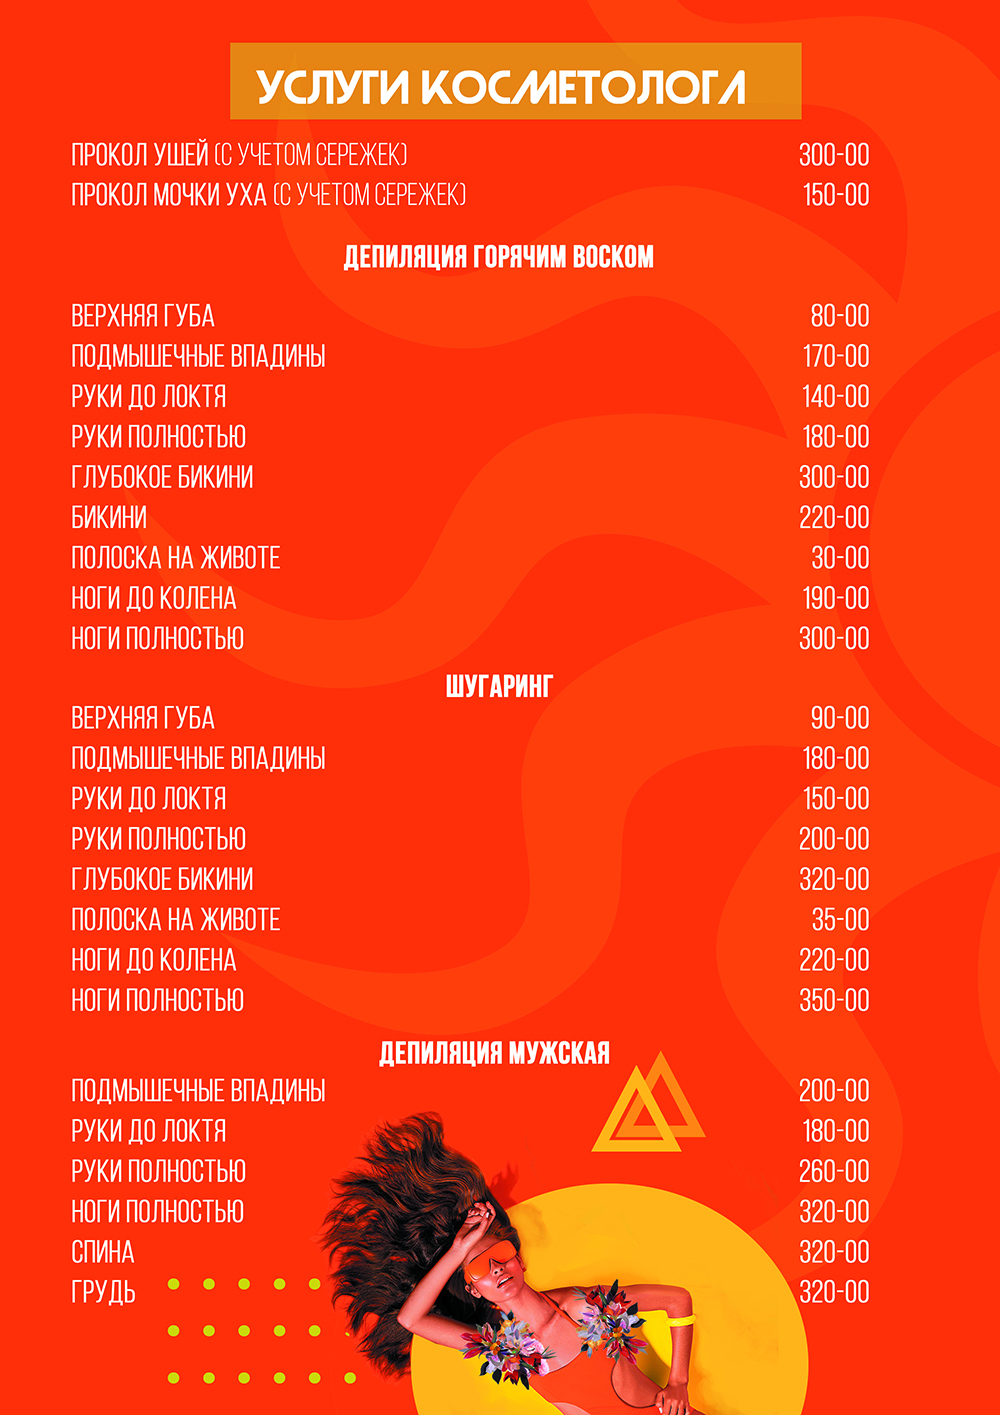 УСЛУГИ КОСМЕТОЛОГА
ПРОКОЛ УШЕЙ (С УЧЕТОМ СЕРЕЖЕК) 300-00
ПРОКОЛ МОЧКИ УХА (С УЧЕТОМ СЕРЕЖЕК) 150-00
ДЕПИЛЯЦИЯ ГОРЯЧИМ ВОСКОМ
ВЕРХНЯЯ ГУБА 80-00
ПОДМЫШЕЧНЫЕ ВПАДИНЫ 170-00
РУКИ ДО ЛОКТЯ 140-00
РУКИ ПОЛНОСТЬЮ 180-00
ГЛУБОКОЕ БИКИНИ 300-00
БИКИНИ 220-00
ПОЛОСКА НА ЖИВОТЕ 30-00
НОГИ ДО КОЛЕНА 190-00
НОГИ ПОЛНОСТЬЮ 300-00
ШУГАРИНГ
ВЕРХНЯЯ ГУБА 90-00
ПОДМЫШЕЧНЫЕ ВПАДИНЫ 180-00
РУКИ ДО ЛОКТЯ 150-00
РУКИ ПОЛНОСТЬЮ 200-00
ГЛУБОКОЕ БИКИНИ 320-00
ПОЛОСКА НА ЖИВОТЕ 35-00
НОГИ ДО КОЛЕНА 220-00
НОГИ ПОЛНОСТЬЮ 350-00
ДЕПИЛЯЦИЯ МУЖСКАЯ
ПОДМЫШЕЧНЫЕ ВПАДИНЫ 200-00
РУКИ ДО ЛОКТЯ 180-00
РУКИ ПОЛНОСТЬЮ 260-00
НОГИ ПОЛНОСТЬЮ 320-00
СПИНА 320-00
ГРУДЬ 320-00